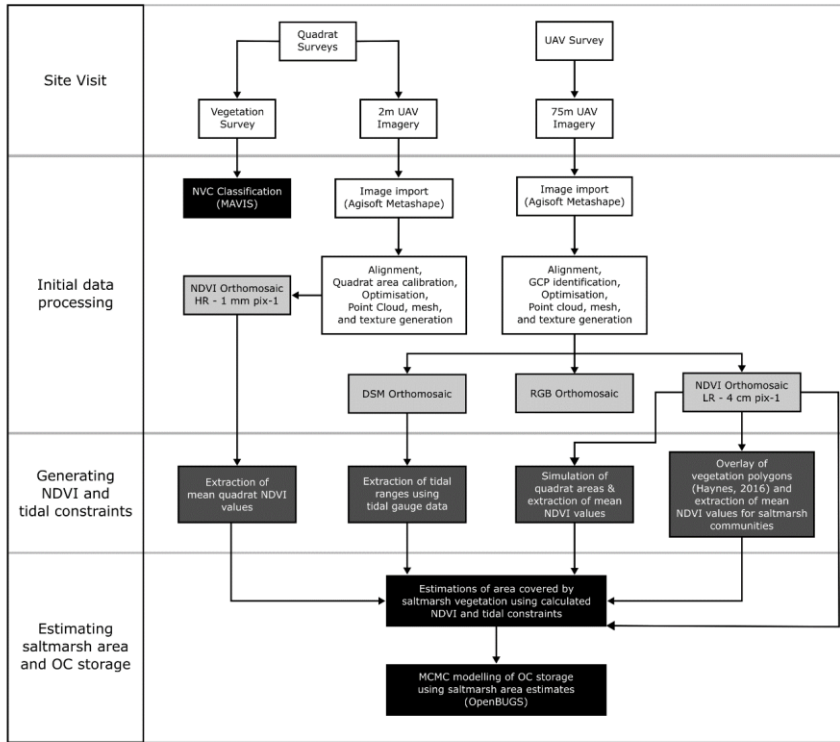 Site Visit
Quadrat
Surveys
UAV Survey
Vegetation
Survey
2m UAV
Imagery
75m UAV
Imagery
Initial data
processing
NVC Classification
(MAVIS)
Image import
(Agisoft Metashape)
Image import
(Agisoft Metashape)
NDVI Orthomosaic
HR - 1 mm pix-1
Alignment,
Quadrat area calibration,
Optimisation,
Point Cloud, mesh,
and texture generation
Alignment,
GCP identification,
Optimisation,
Point cloud, mesh,
and texture generation
DSM Orthomosaic
RGB Orthomosaic
NDVI Orthomosaic
LR - 4 cm pix-1
Generating
NDVI and
tidal constraints
Extraction of
mean quadrat NDVI
values
Extraction of tidal
ranges using
tidal gauge data
Simulation of
quadrat areas &
extraction of mean
NDVI values
Overlay of
vegetation polygons
(Haynes, 2016) and
extraction of mean
NDVI values for saltmarsh
communities
Estimating
saltmarsh area
and OC storage
Estimations of area covered by
saltmarsh vegetation using calculated
NDVI and tidal constraints
MCMC modelling of OC storage
using saltmarsh area estimates
(OpenBUGS)